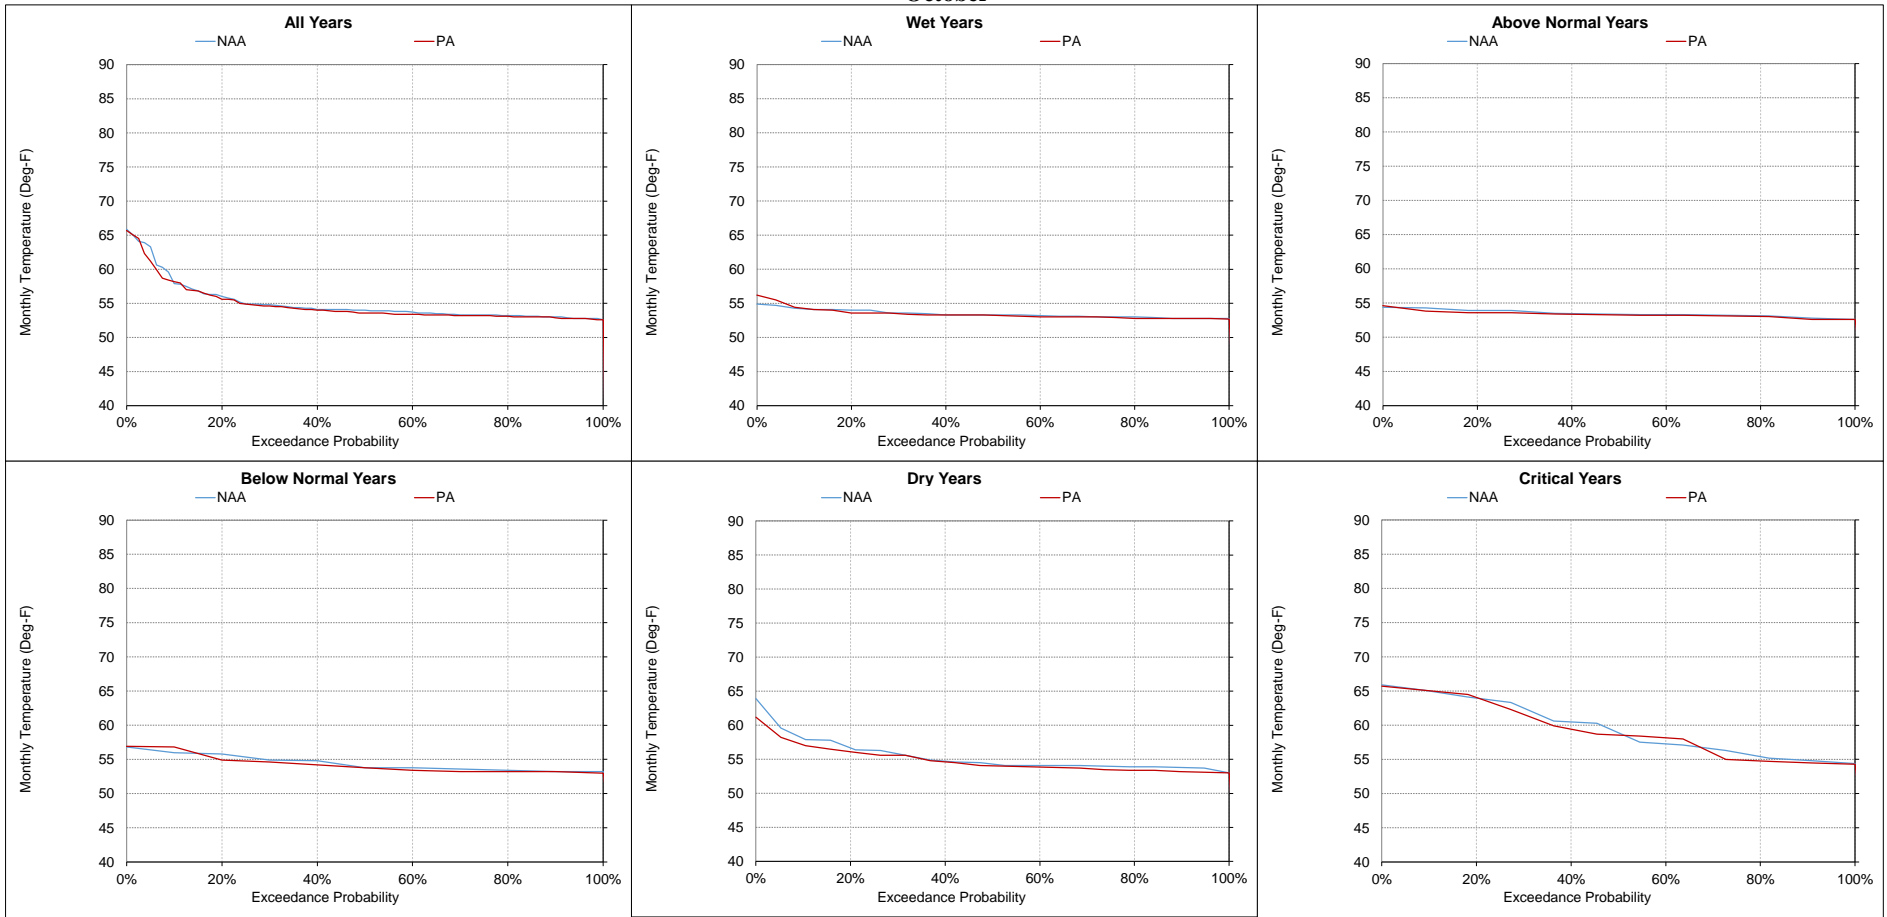 October
All Years
NAA PA
90
85
80
75
70
65
60
55
50
45
40
0% 20% 40% 60% 80% 100%
Monthly Temperature (Deg-F)
Exceedance Probability
Wet Years
NAA PA
90
85
80
75
70
65
60
55
50
45
40
0% 20% 40% 60% 80% 100%
Monthly Temperature (Deg-F)
Exceedance Probability
Above Normal Years
NAA PA
90
85
80
75
70
65
60
55
50
45
40
0% 20% 40% 60% 80% 100%
Monthly Temperature (Deg-F)
Exceedance Probability
Below Normal Years
NAA PA
90
85
80
75
70
65
60
55
50
45
40
0% 20% 40% 60% 80% 100%
Monthly Temperature (Deg-F)
Exceedance Probability
Dry Years
NAA PA
90
85
80
75
70
65
60
55
50
45
40
0% 20% 40% 60% 80% 100%
Monthly Temperature (Deg-F)
Exceedance Probability
Critical Years
NAA PA
90
85
80
75
70
65
60
55
50
45
40
0% 20% 40% 60% 80% 100%
Monthly Temperature (Deg-F)
Exceedance Probability